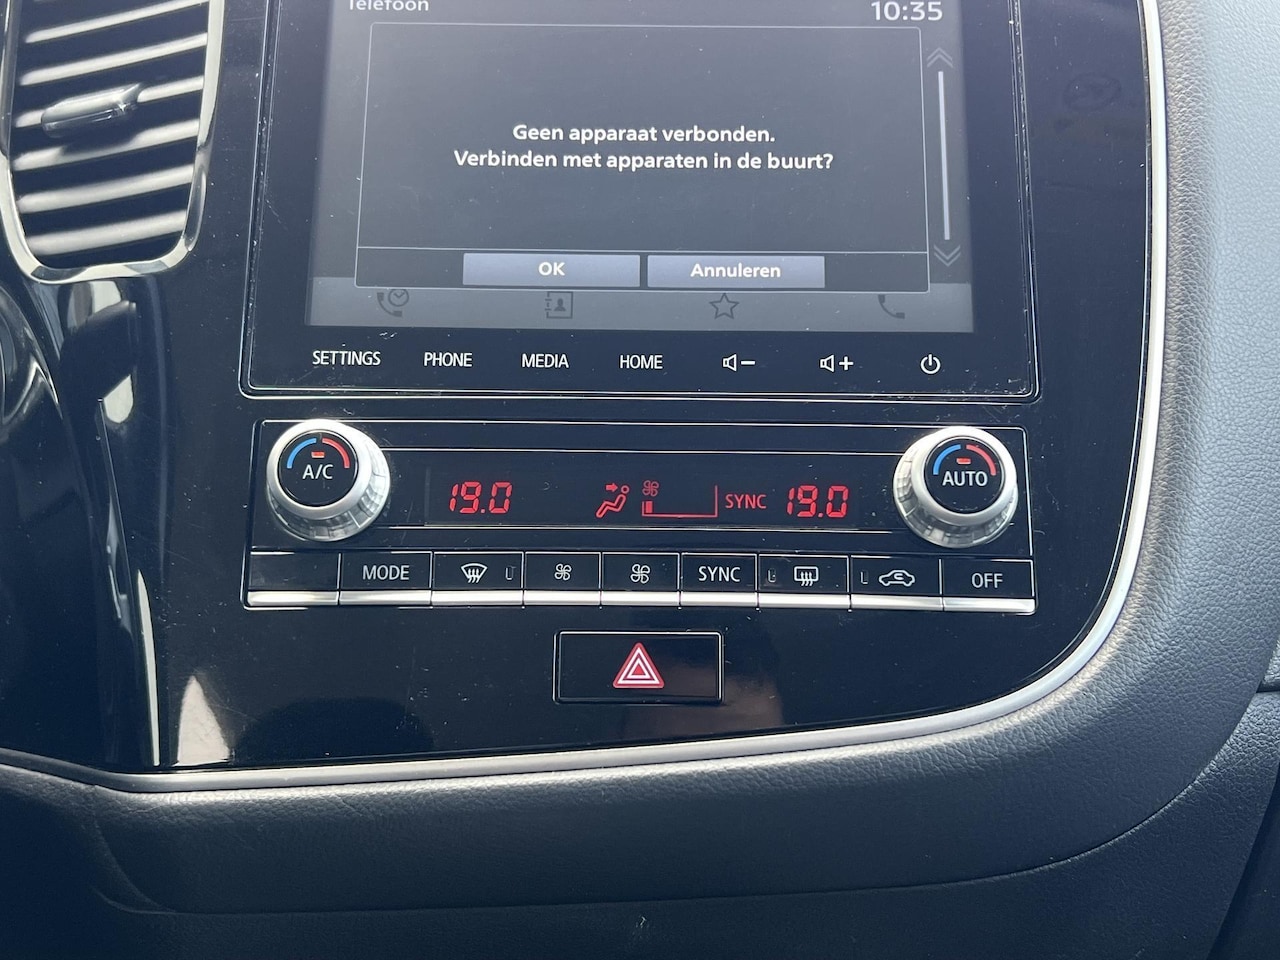 Telefoon 10:35
Geen apparaat verbonden.
Verbinden met apparaten in de buurt?
OK Annuleren
SETTINGS PHONE MEDIA HOME
A/C 19.0 SYNC 19.0 AUTO
MODE SYNC OFF